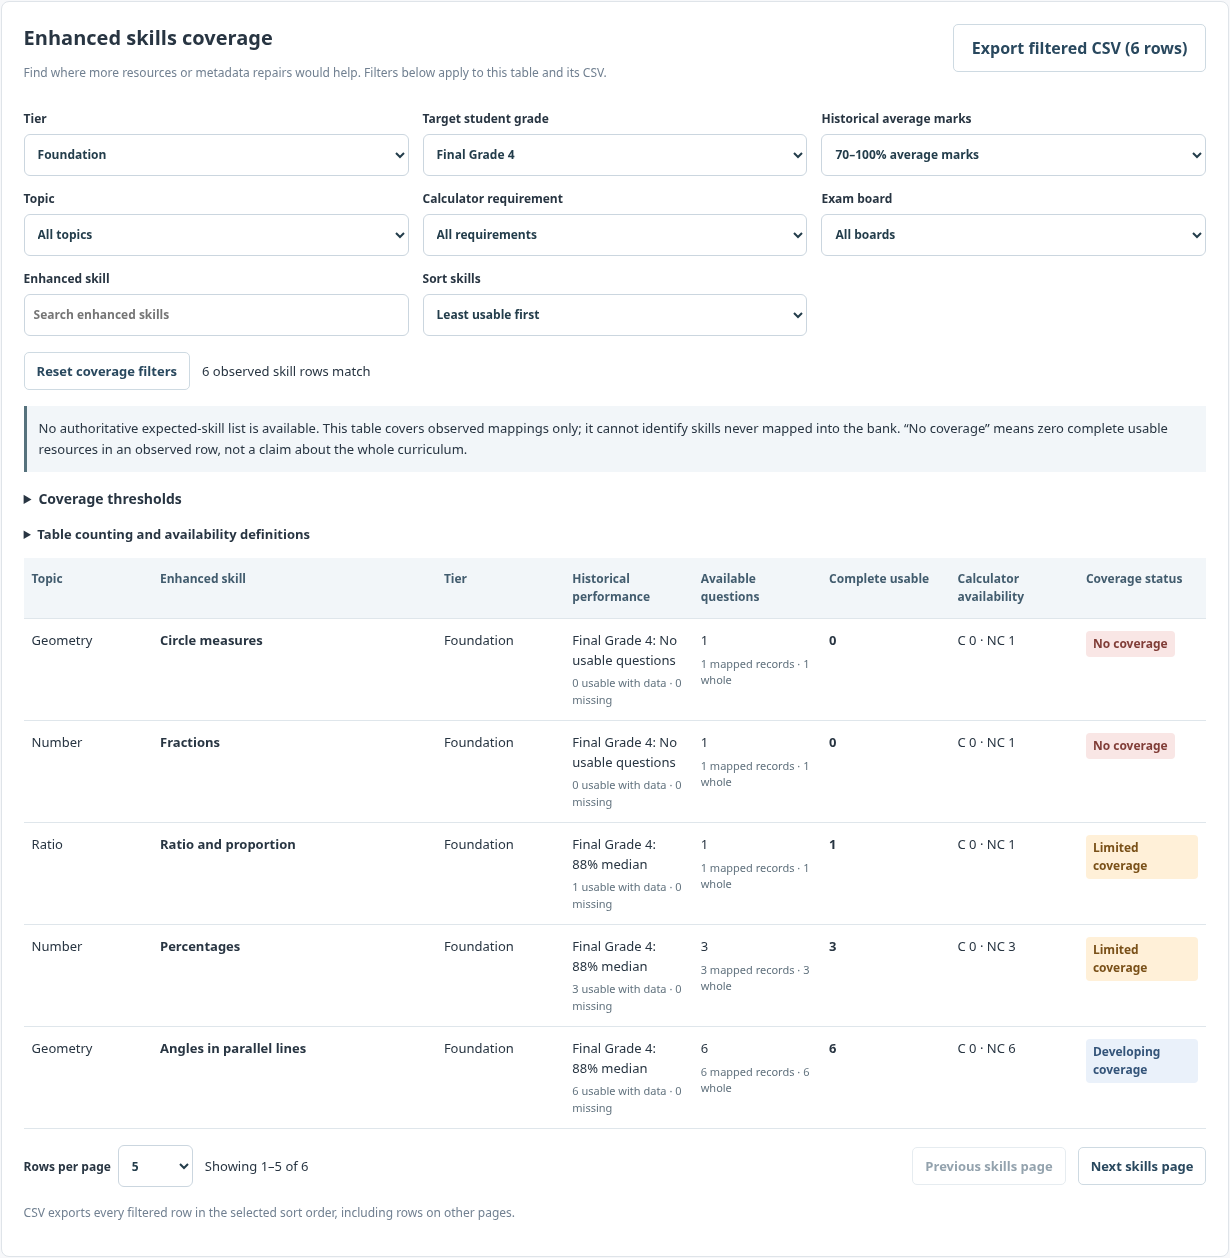 Enhanced skills coverage
Export filtered CSV (6 rows)
Find where more resources or metadata repairs would help. Filters below apply to this table and its CSV.
Tier
Target student grade
Historical average marks
Foundation
Final Grade 4
70–100% average marks
Topic
Calculator requirement
Exam board
All topics
All requirements
All boards
Enhanced skill
Sort skills
Search enhanced skills
Least usable first
Reset coverage filters
6 observed skill rows match
No authoritative expected-skill list is available. This table covers observed mappings only; it cannot identify skills never mapped into the bank. “No coverage” means zero complete usable
resources in an observed row, not a claim about the whole curriculum.
Coverage thresholds
Table counting and availability definitions
Topic
Enhanced skill
Tier
Historical
performance
Available
questions
Complete usable
Calculator
availability
Coverage status
Geometry
Circle measures
Foundation
Final Grade 4: No
usable questions
0 usable with data · 0
missing
1
1 mapped records · 1
whole
0
C 0 · NC 1
No coverage
Number
Fractions
Foundation
Final Grade 4: No
usable questions
0 usable with data · 0
missing
1
1 mapped records · 1
whole
0
C 0 · NC 1
No coverage
Ratio
Ratio and proportion
Foundation
Final Grade 4:
88% median
1 usable with data · 0
missing
1
1 mapped records · 1
whole
1
C 0 · NC 1
Limited
coverage
Number
Percentages
Foundation
Final Grade 4:
88% median
3 usable with data · 0
missing
3
3 mapped records · 3
whole
3
C 0 · NC 3
Limited
coverage
Geometry
Angles in parallel lines
Foundation
Final Grade 4:
88% median
6 usable with data · 0
missing
6
6 mapped records · 6
whole
6
C 0 · NC 6
Developing
coverage
Rows per page
5
Showing 1–5 of 6
Previous skills page
Next skills page
CSV exports every filtered row in the selected sort order, including rows on other pages.